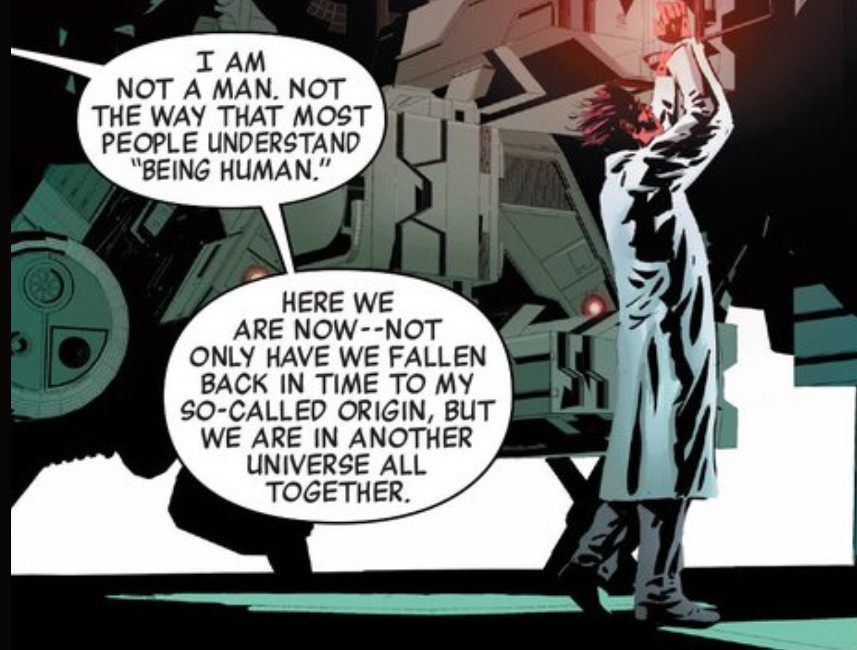 I AM
NOT A MAN. NOT
THE WAY THAT MOST
PEOPLE UNDERSTAND
"BEING HUMAN."
HERE WE
ARE NOW--NOT
ONLY HAVE WE FALLEN
BACK IN TIME TO MY
SO-CALLED ORIGIN, BUT
WE ARE IN ANOTHER
UNIVERSE ALL
TOGETHER.